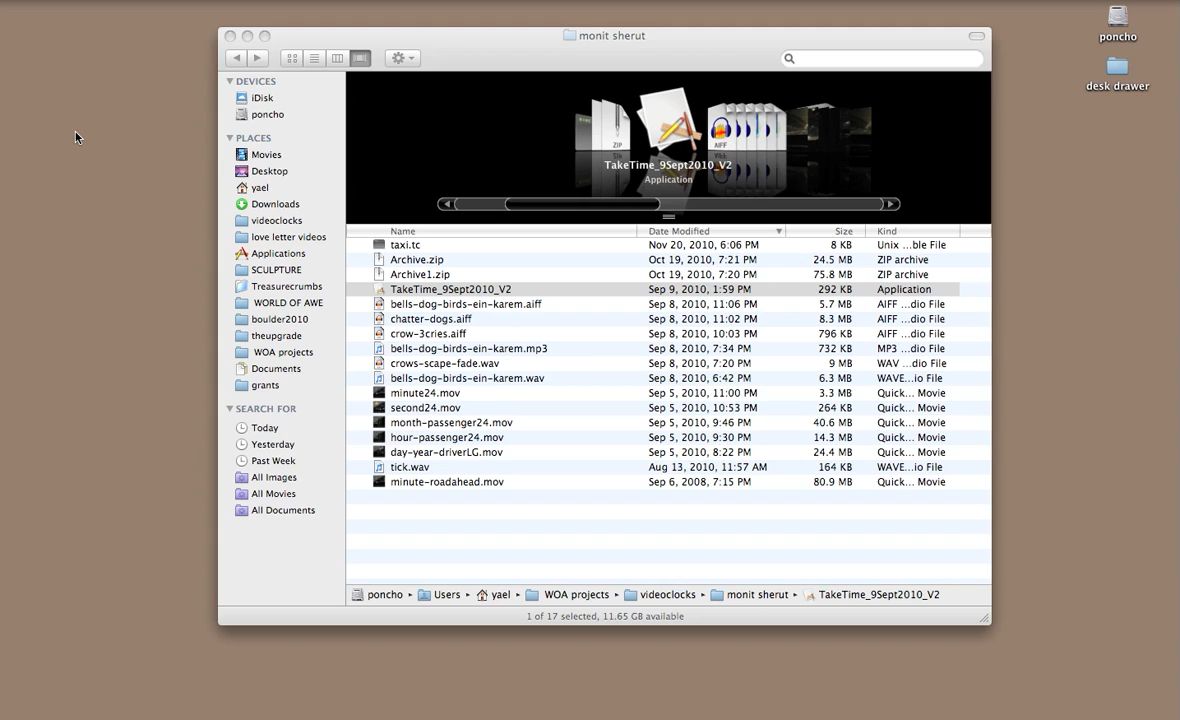 monit sherut
poncho
desk drawer
DEVICES
iDisk
poncho
PLACES
Movies
Desktop
yael
Downloads
videoclocks
love letter videos
Applications
SCULPTURE
Treasurecrumbs
WORLD OF AWE
boulder2010
theupgrade
WOA projects
Documents
grants
SEARCH FOR
Today
Yesterday
Past Week
All Images
All Movies
All Documents
ZIP
AIFF
TakeTime_9Sept2010_V2
Application
Name Date Modified Size Kind
taxi.tc Nov 20, 2010, 6:06 PM 8 KB Unix ...ble File
Archive.zip Oct 19, 2010, 7:21 PM 24.5 MB ZIP archive
Archive1.zip Oct 19, 2010, 7:20 PM 75.8 MB ZIP archive
TakeTime_9Sept2010_V2 Sep 9, 2010, 1:59 PM 292 KB Application
bells-dog-birds-ein-karem.aiff Sep 8, 2010, 11:06 PM 5.7 MB AIFF ...dio File
chatter-dogs.aiff Sep 8, 2010, 11:02 PM 8.3 MB AIFF ...dio File
crow-3cries.aiff Sep 8, 2010, 10:03 PM 796 KB AIFF ...dio File
bells-dog-birds-ein-karem.mp3 Sep 8, 2010, 7:34 PM 732 KB MP3 ...dio File
crows-scape-fade.wav Sep 8, 2010, 7:20 PM 9 MB WAV ...dio File
bells-dog-birds-ein-karem.wav Sep 8, 2010, 6:42 PM 6.3 MB WAVE...io File
minute24.mov Sep 5, 2010, 11:00 PM 3.3 MB Quick... Movie
second24.mov Sep 5, 2010, 10:53 PM 264 KB Quick... Movie
month-passenger24.mov Sep 5, 2010, 9:46 PM 40.6 MB Quick... Movie
hour-passenger24.mov Sep 5, 2010, 9:30 PM 14.3 MB Quick... Movie
day-year-driverLG.mov Sep 5, 2010, 8:22 PM 24.4 MB Quick... Movie
tick.wav Aug 13, 2010, 11:57 AM 164 KB WAVE...io File
minute-roadahead.mov Sep 6, 2008, 7:15 PM 80.9 MB Quick... Movie
poncho ▸ Users ▸ yael ▸ WOA projects ▸ videoclocks ▸ monit sherut ▸ TakeTime_9Sept2010_V2
1 of 17 selected, 11.65 GB available